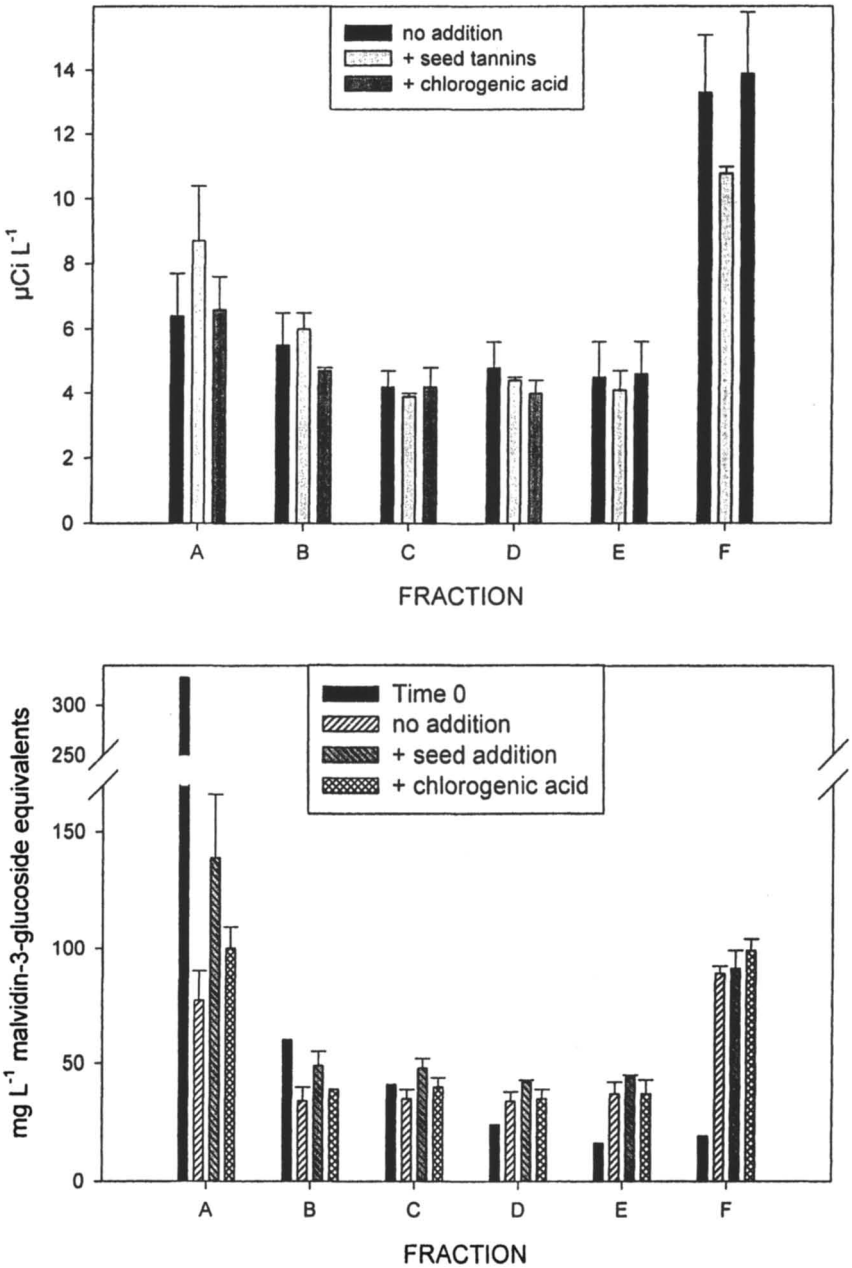 no addition
+ seed tannins
+ chlorogenic acid
14
12
10
8
6
4
2
0
µCi L⁻¹
A B C D E F
FRACTION
Time 0
no addition
+ seed addition
+ chlorogenic acid
300
250
150
100
50
0
mg L⁻¹ malvidin-3-glucoside equivalents
A B C D E F
FRACTION